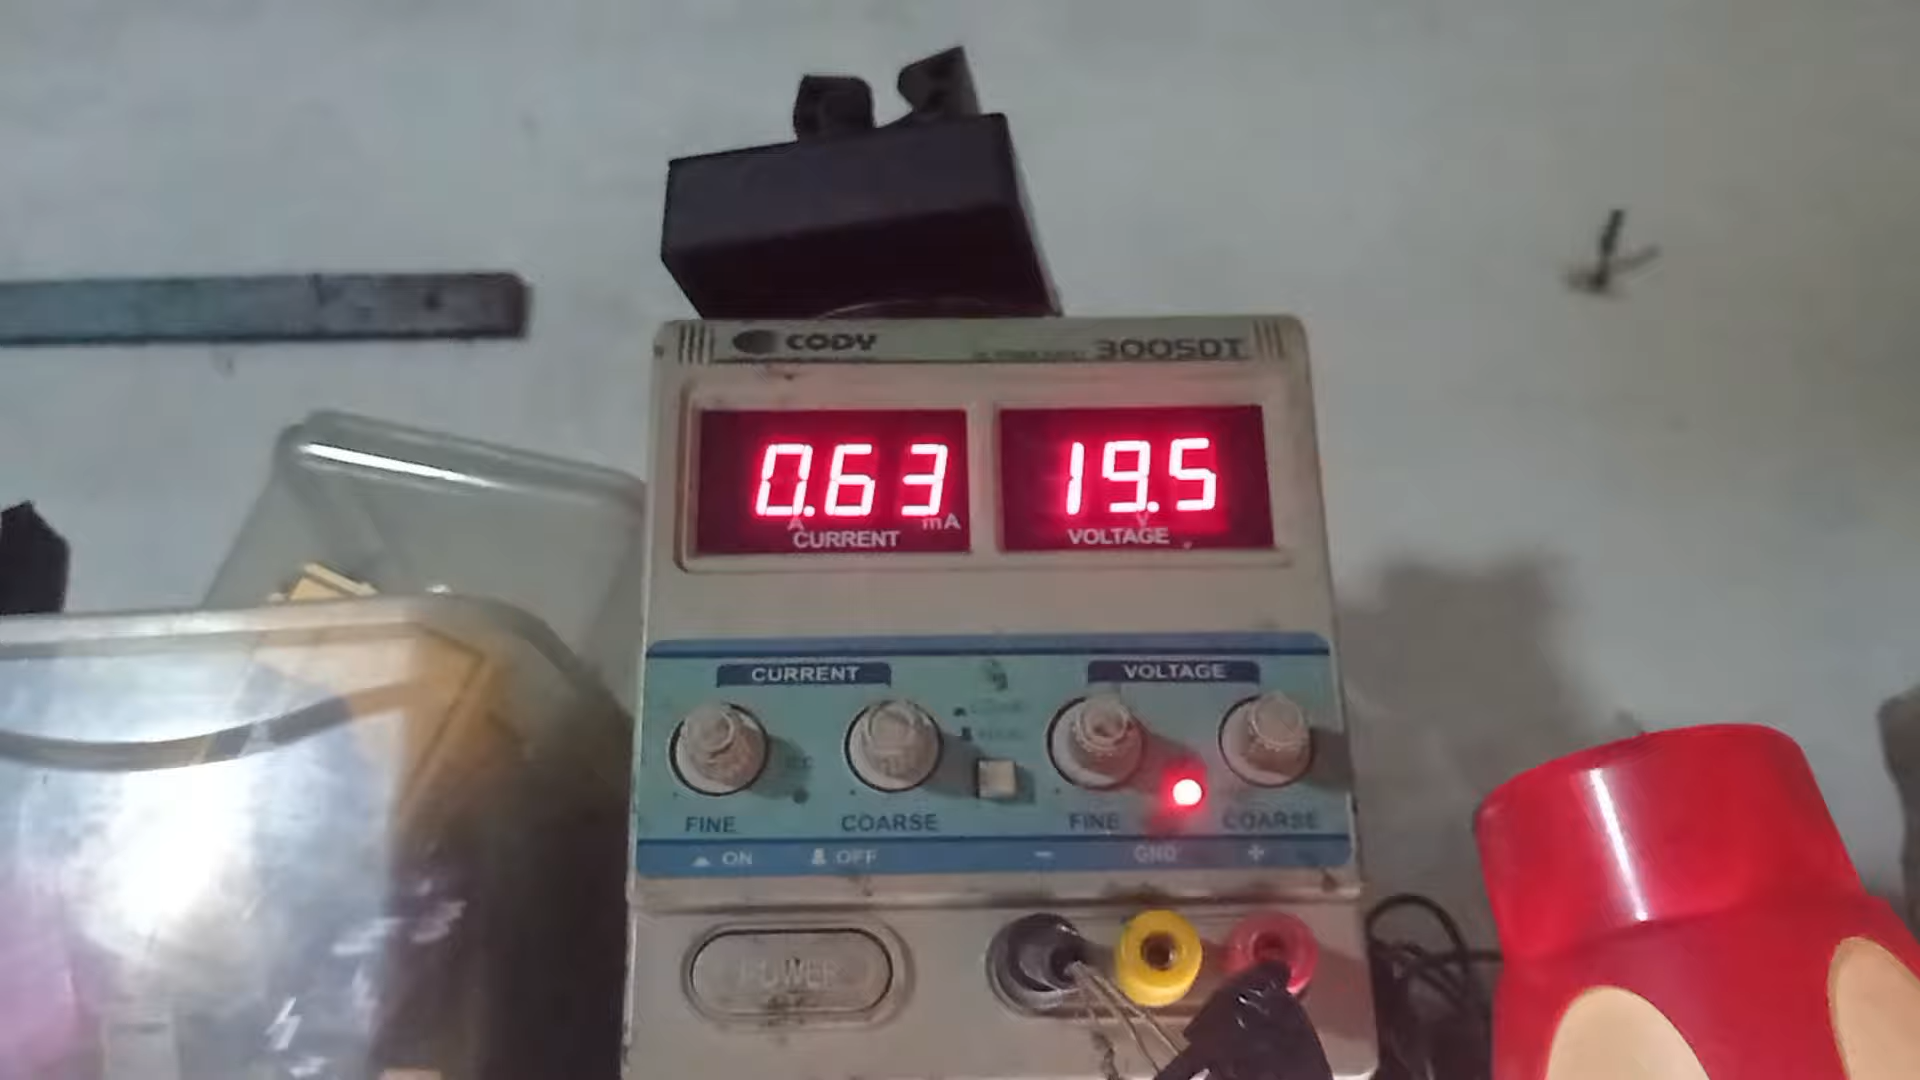 CODY
3005DT
0.63
A
mA
CURRENT
19.5
V
VOLTAGE
CURRENT
VOLTAGE
FINE
COARSE
FINE
COARSE
ON
OFF
−
GND
+
POWER